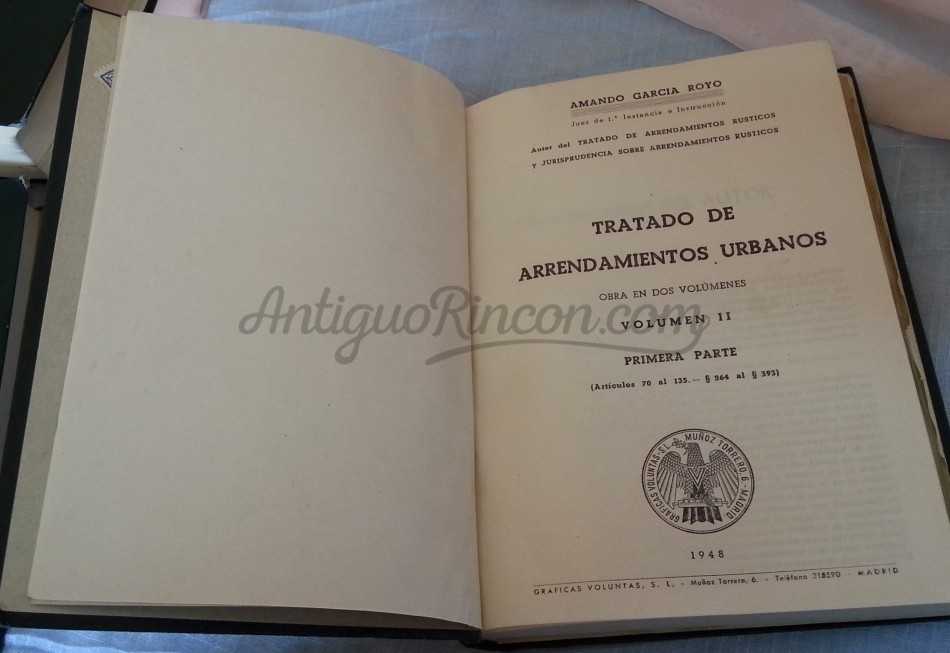 AMANDO GARCIA ROYO
Juez de 1.ª Instancia e Instrucción
Autor del TRATADO DE ARRENDAMIENTOS RUSTICOS
Y JURISPRUDENCIA SOBRE ARRENDAMIENTOS RUSTICOS
TRATADO DE
ARRENDAMIENTOS URBANOS
OBRA EN DOS VOLÚMENES
AntiguoRincon.com
VOLUMEN II
PRIMERA PARTE
(Artículos 70 al 135. — § 364 al § 393)
GRAFICAS VOLUNTAS·S·L· MUÑOZ TORRERO 6·MADRID
1948
GRAFICAS VOLUNTAS, S. L. - Muñoz Torrero, 6. - Teléfono 218590 - MADRID